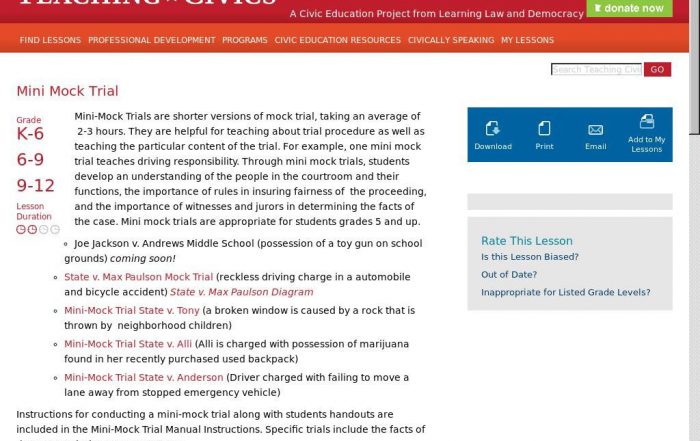 TEACHING CIVICS
A Civic Education Project from Learning Law and Democracy
donate now
FIND LESSONS PROFESSIONAL DEVELOPMENT PROGRAMS CIVIC EDUCATION RESOURCES CIVICALLY SPEAKING MY LESSONS
Search Teaching Civi
GO
Mini Mock Trial
Grade
K-6
6-9
9-12
Lesson
Duration
Mini-Mock Trials are shorter versions of mock trial, taking an average of
2-3 hours. They are helpful for teaching about trial procedure as well as
teaching the particular content of the trial. For example, one mini mock
trial teaches driving responsibility. Through mini mock trials, students
develop an understanding of the people in the courtroom and their
functions, the importance of rules in insuring fairness of the proceeding,
and the importance of witnesses and jurors in determining the facts of
the case. Mini mock trials are appropriate for students grades 5 and up.
Joe Jackson v. Andrews Middle School (possession of a toy gun on school
grounds) coming soon!
State v. Max Paulson Mock Trial (reckless driving charge in a automobile
and bicycle accident) State v. Max Paulson Diagram
Mini-Mock Trial State v. Tony (a broken window is caused by a rock that is
thrown by neighborhood children)
Mini-Mock Trial State v. Alli (Alli is charged with possession of marijuana
found in her recently purchased used backpack)
Mini-Mock Trial State v. Anderson (Driver charged with failing to move a
lane away from stopped emergency vehicle)
Instructions for conducting a mini-mock trial along with students handouts are
included in the Mini-Mock Trial Manual Instructions. Specific trials include the facts of
Download
Print
Email
Add to My
Lessons
Rate This Lesson
Is this Lesson Biased?
Out of Date?
Inappropriate for Listed Grade Levels?